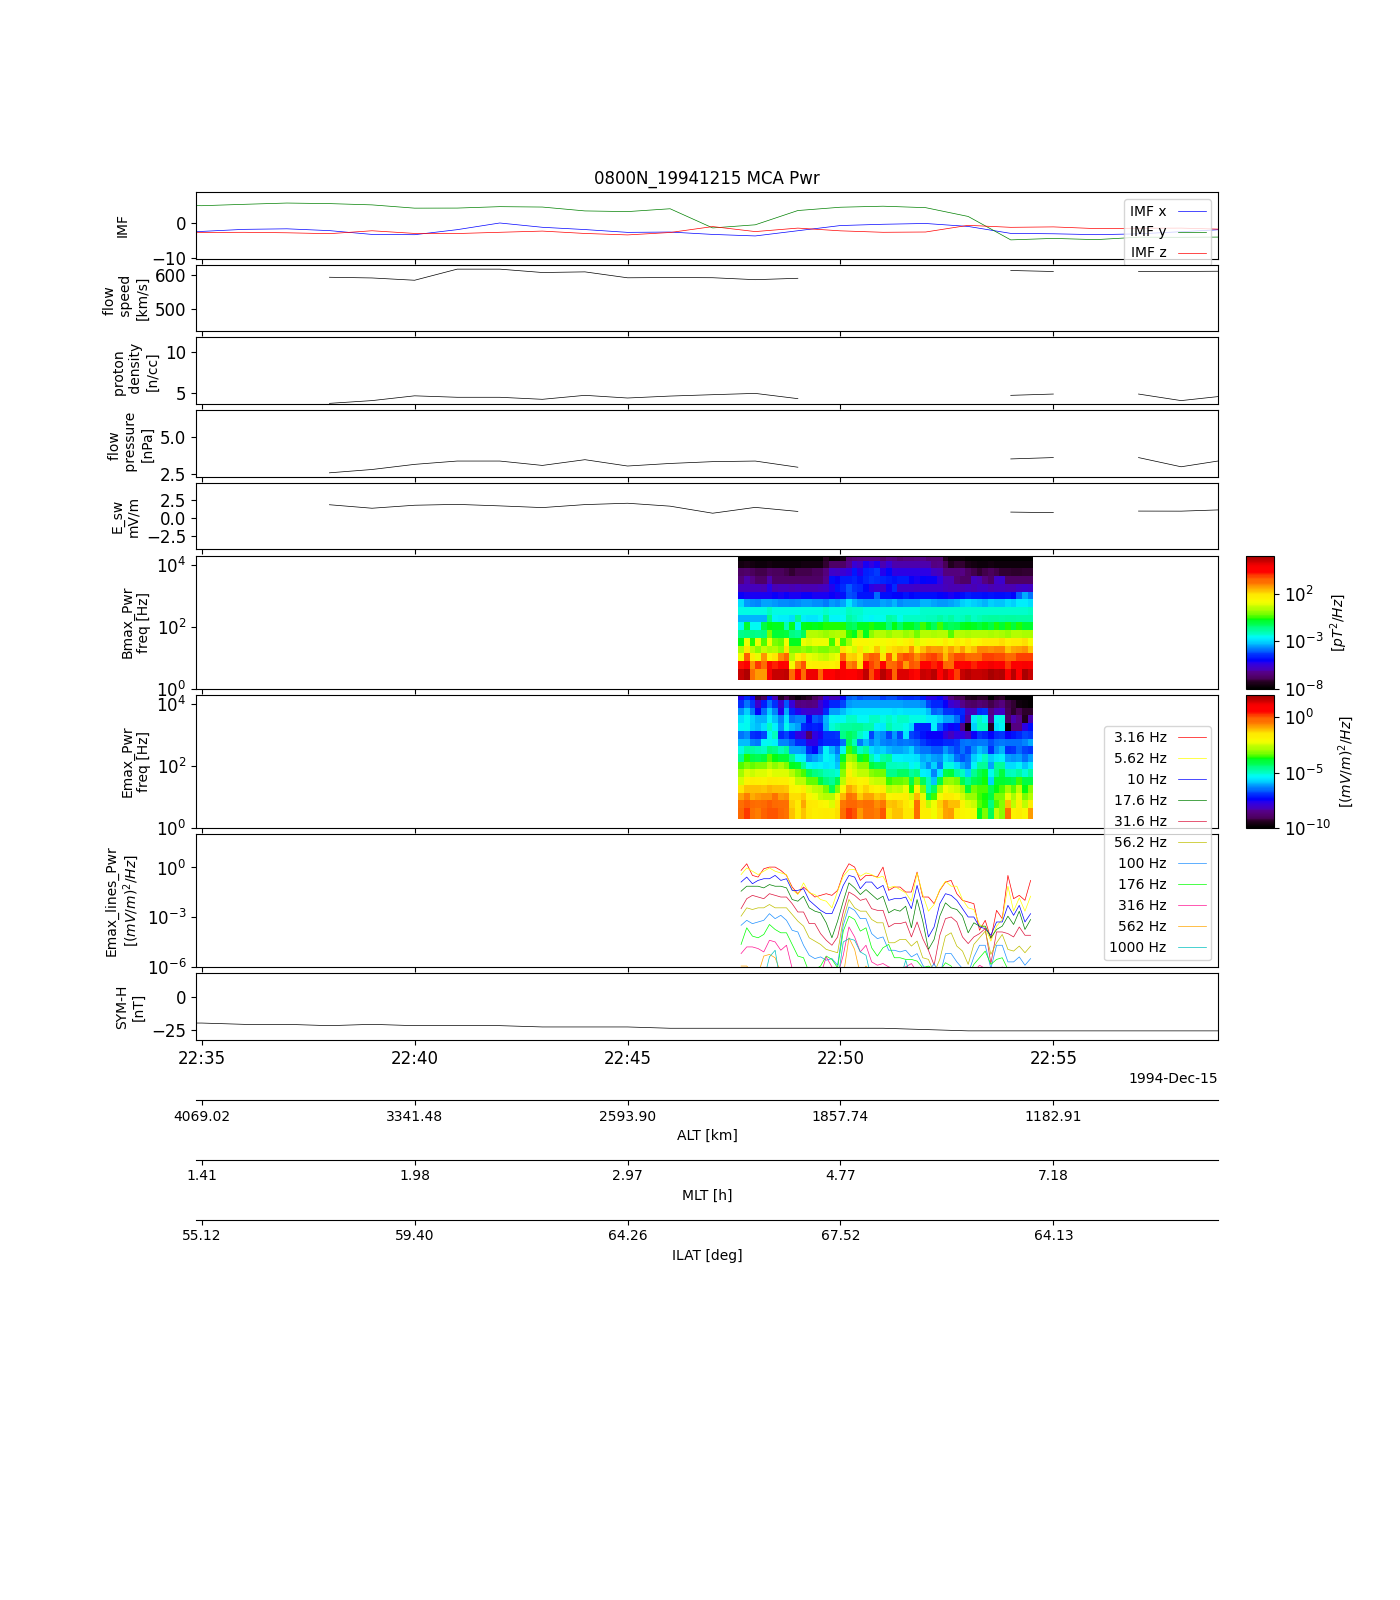 0800N_19941215 MCA Pwr
IMF
0
−10
IMF x
IMF y
IMF z
flow
speed
[km/s]
600
500
proton
density
[n/cc]
10
5
flow
pressure
[nPa]
5.0
2.5
E_sw
mV/m
2.5
0.0
−2.5
Bmax_Pwr
freq [Hz]
10^4
10^2
10^0
10^2
10^−3
10^−8
[pT^2/Hz]
Emax_Pwr
freq [Hz]
10^4
10^2
10^0
10^0
10^−5
10^−10
[(mV/m)^2/Hz]
3.16 Hz
5.62 Hz
10 Hz
17.6 Hz
31.6 Hz
56.2 Hz
100 Hz
176 Hz
316 Hz
562 Hz
1000 Hz
Emax_lines_Pwr
[(mV/m)^2/Hz]
10^0
10^−3
10^−6
SYM-H
[nT]
0
−25
22:35 22:40 22:45 22:50 22:55
1994-Dec-15
4069.02 3341.48 2593.90 1857.74 1182.91
ALT [km]
1.41 1.98 2.97 4.77 7.18
MLT [h]
55.12 59.40 64.26 67.52 64.13
ILAT [deg]